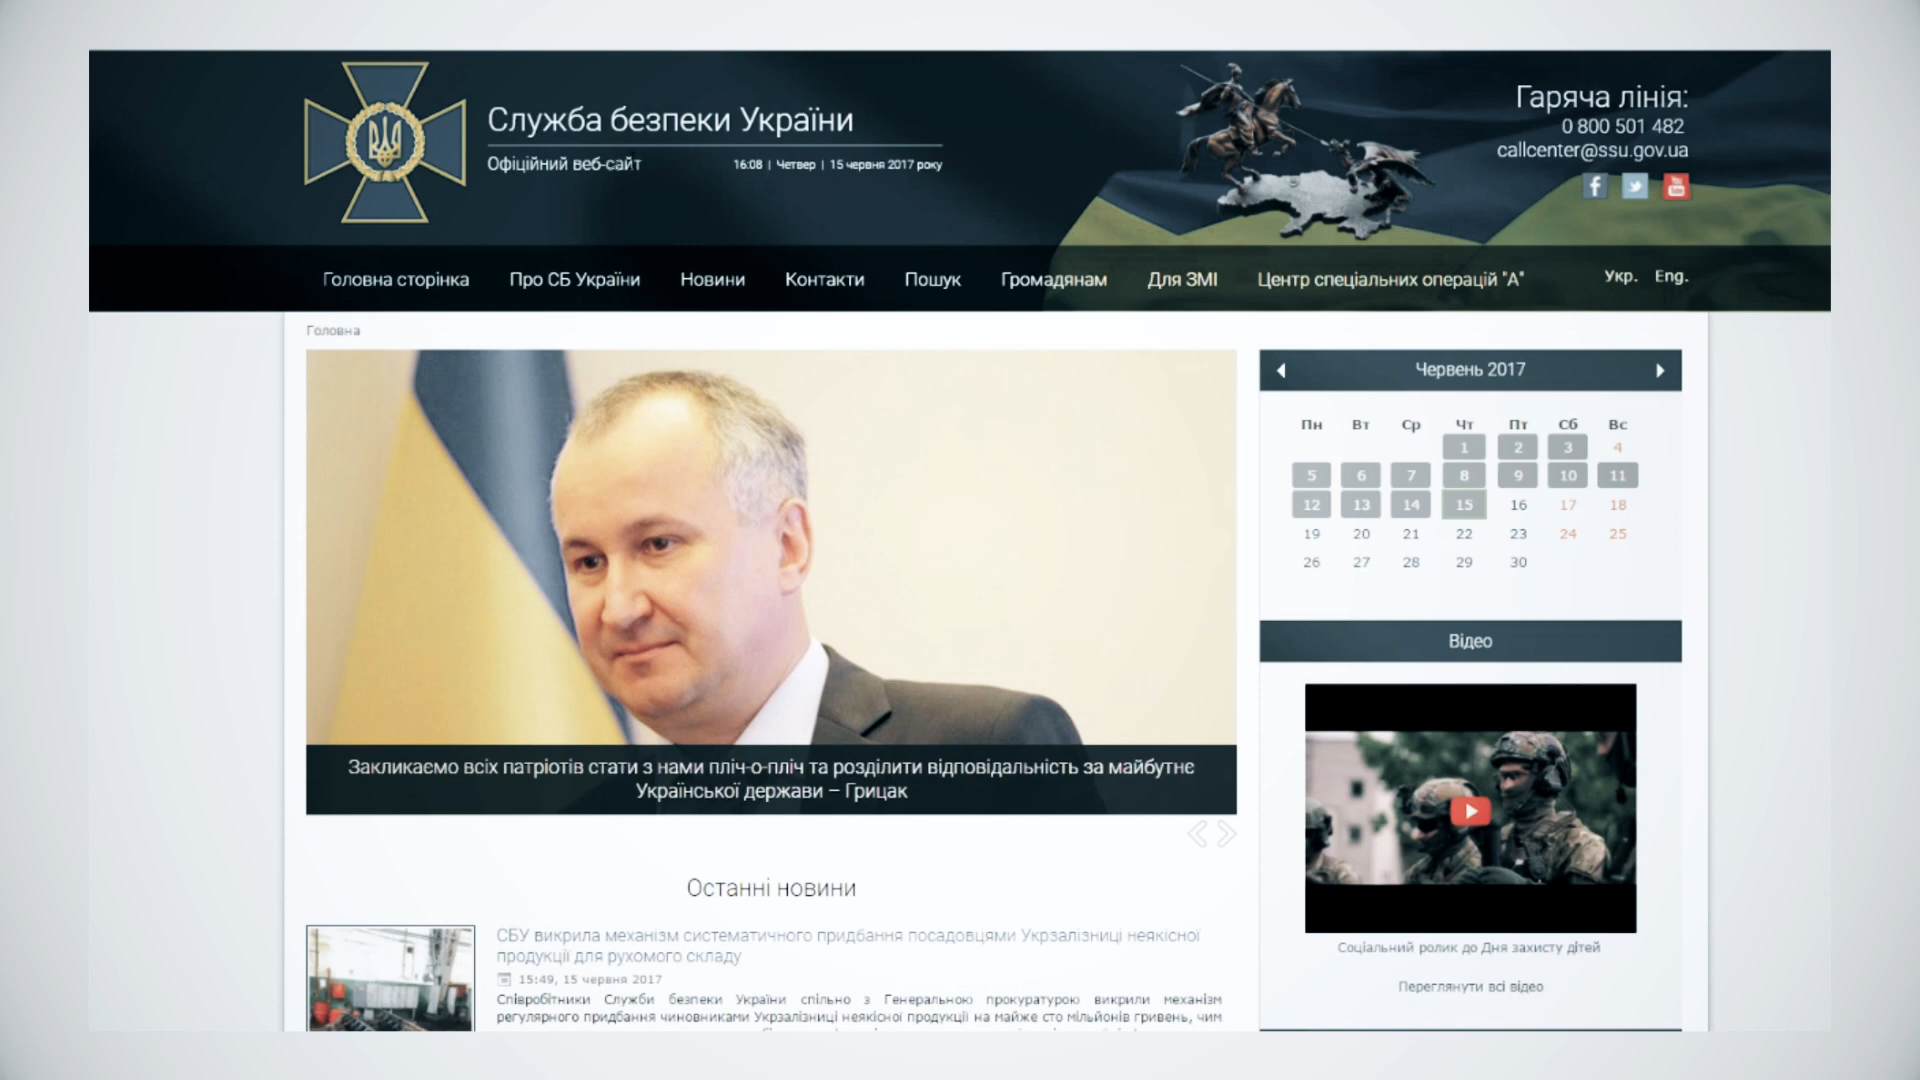 Служба безпеки України
Офіційний веб-сайт
16:08 | Четвер | 15 червня 2017 року
Гаряча лінія:
0 800 501 482
callcenter@ssu.gov.ua
Головна сторінка Про СБ України Новини Контакти Пошук Громадянам Для ЗМІ Центр спеціальних операцій "А" Укр. Eng.
Головна
Закликаємо всіх патріотів стати з нами пліч-о-пліч та розділити відповідальність за майбутнє
Української держави – Грицак
Останні новини
СБУ викрила механізм систематичного придбання посадовцями Укрзалізниці неякісної
продукції для рухомого складу
15:49, 15 червня 2017
Співробітники Служби безпеки України спільно з Генеральною прокуратурою викрили механізм
регулярного придбання чиновниками Укрзалізниці неякісної продукції на майже сто мільйонів гривень, чим
Червень 2017
Пн Вт Ср Чт Пт Сб Вс
1 2 3 4
5 6 7 8 9 10 11
12 13 14 15 16 17 18
19 20 21 22 23 24 25
26 27 28 29 30
Відео
Соціальний ролик до Дня захисту дітей
Переглянути всі відео